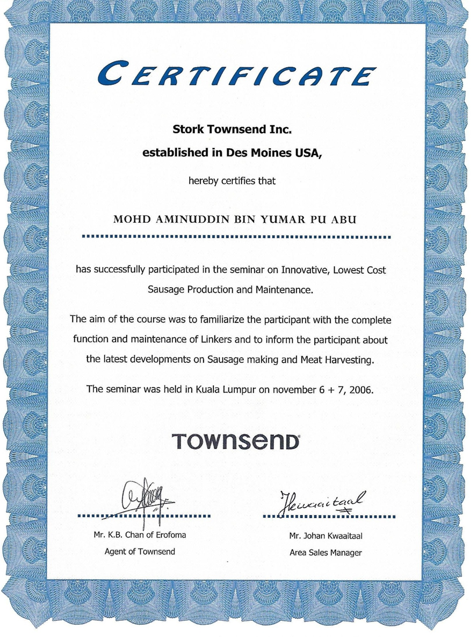 CERTIFICATE
Stork Townsend Inc.
established in Des Moines USA,
hereby certifies that
MOHD AMINUDDIN BIN YUMAR PU ABU
has successfully participated in the seminar on Innovative, Lowest Cost
Sausage Production and Maintenance.
The aim of the course was to familiarize the participant with the complete
function and maintenance of Linkers and to inform the participant about
the latest developments on Sausage making and Meat Harvesting.
The seminar was held in Kuala Lumpur on november 6 + 7, 2006.
TOWNSEND
Mr. K.B. Chan of Erofoma
Agent of Townsend
JKwaaitaal
Mr. Johan Kwaaitaal
Area Sales Manager